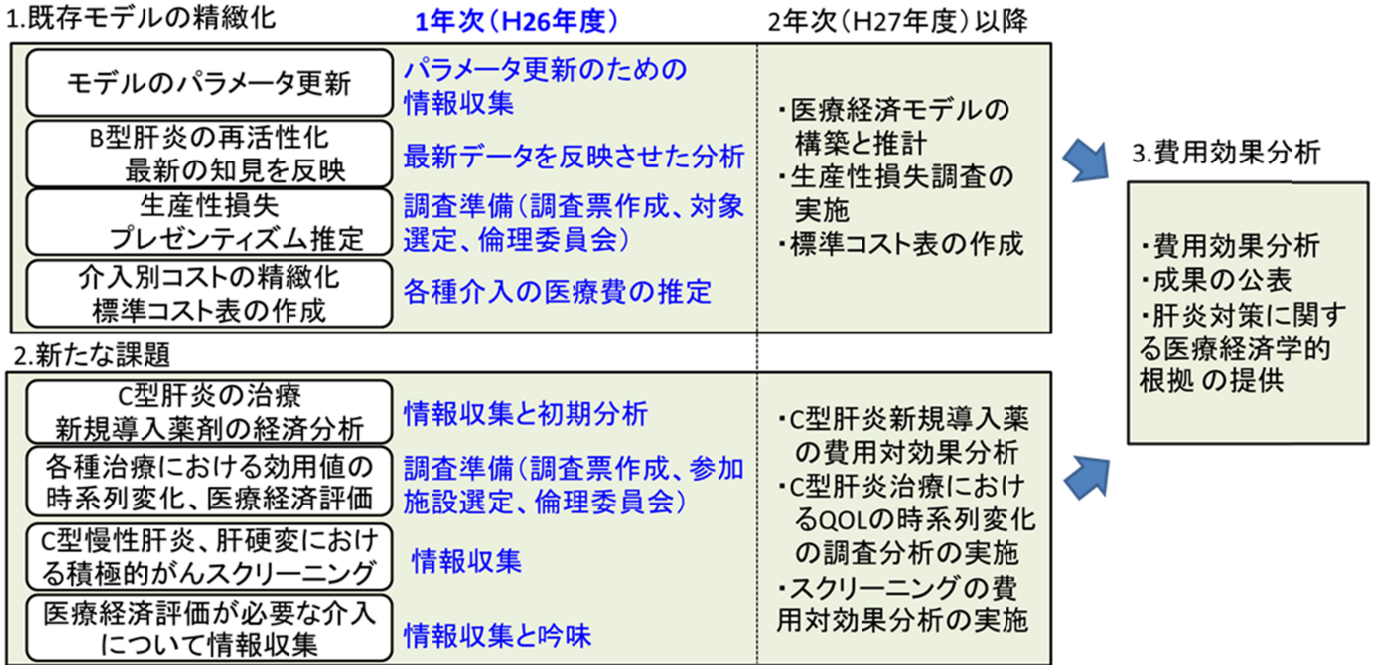 1.既存モデルの精緻化
1年次（H26年度）
2年次（H27年度）以降
モデルのパラメータ更新
パラメータ更新のための
情報収集
B型肝炎の再活性化
最新の知見を反映
最新データを反映させた分析
生産性損失
プレゼンティズム推定
調査準備（調査票作成、対象
選定、倫理委員会）
介入別コストの精緻化
標準コスト表の作成
各種介入の医療費の推定
・医療経済モデルの
構築と推計
・生産性損失調査の
実施
・標準コスト表の作成
2.新たな課題
C型肝炎の治療
新規導入薬剤の経済分析
情報収集と初期分析
各種治療における効用値の
時系列変化、医療経済評価
調査準備（調査票作成、参加
施設選定、倫理委員会）
C型慢性肝炎、肝硬変におけ
る積極的がんスクリーニング
情報収集
医療経済評価が必要な介入
について情報収集
情報収集と吟味
・C型肝炎新規導入薬
の費用対効果分析
・C型肝炎治療におけ
るQOLの時系列変化
の調査分析の実施
・スクリーニングの費
用対効果分析の実施
3.費用効果分析
・費用効果分析
・成果の公表
・肝炎対策に関す
る医療経済学的
根拠 の提供